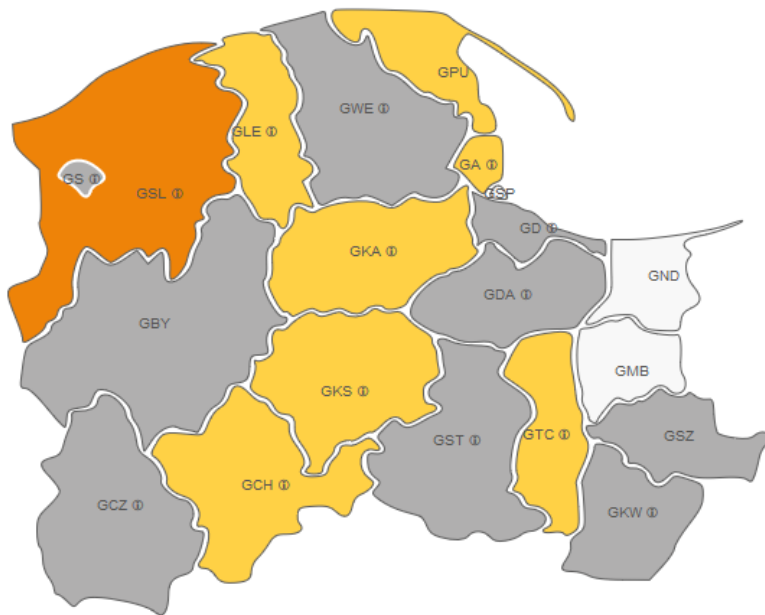 GPU
GWE ⓘ
GLE ⓘ
GA ⓘ
GS ⓘ
GSL ⓘ
GSP
GD ⓘ
GKA ⓘ
GND
GDA ⓘ
GBY
GMB
GKS ⓘ
GST ⓘ
GTC ⓘ
GSZ
GCH ⓘ
GCZ ⓘ
GKW ⓘ